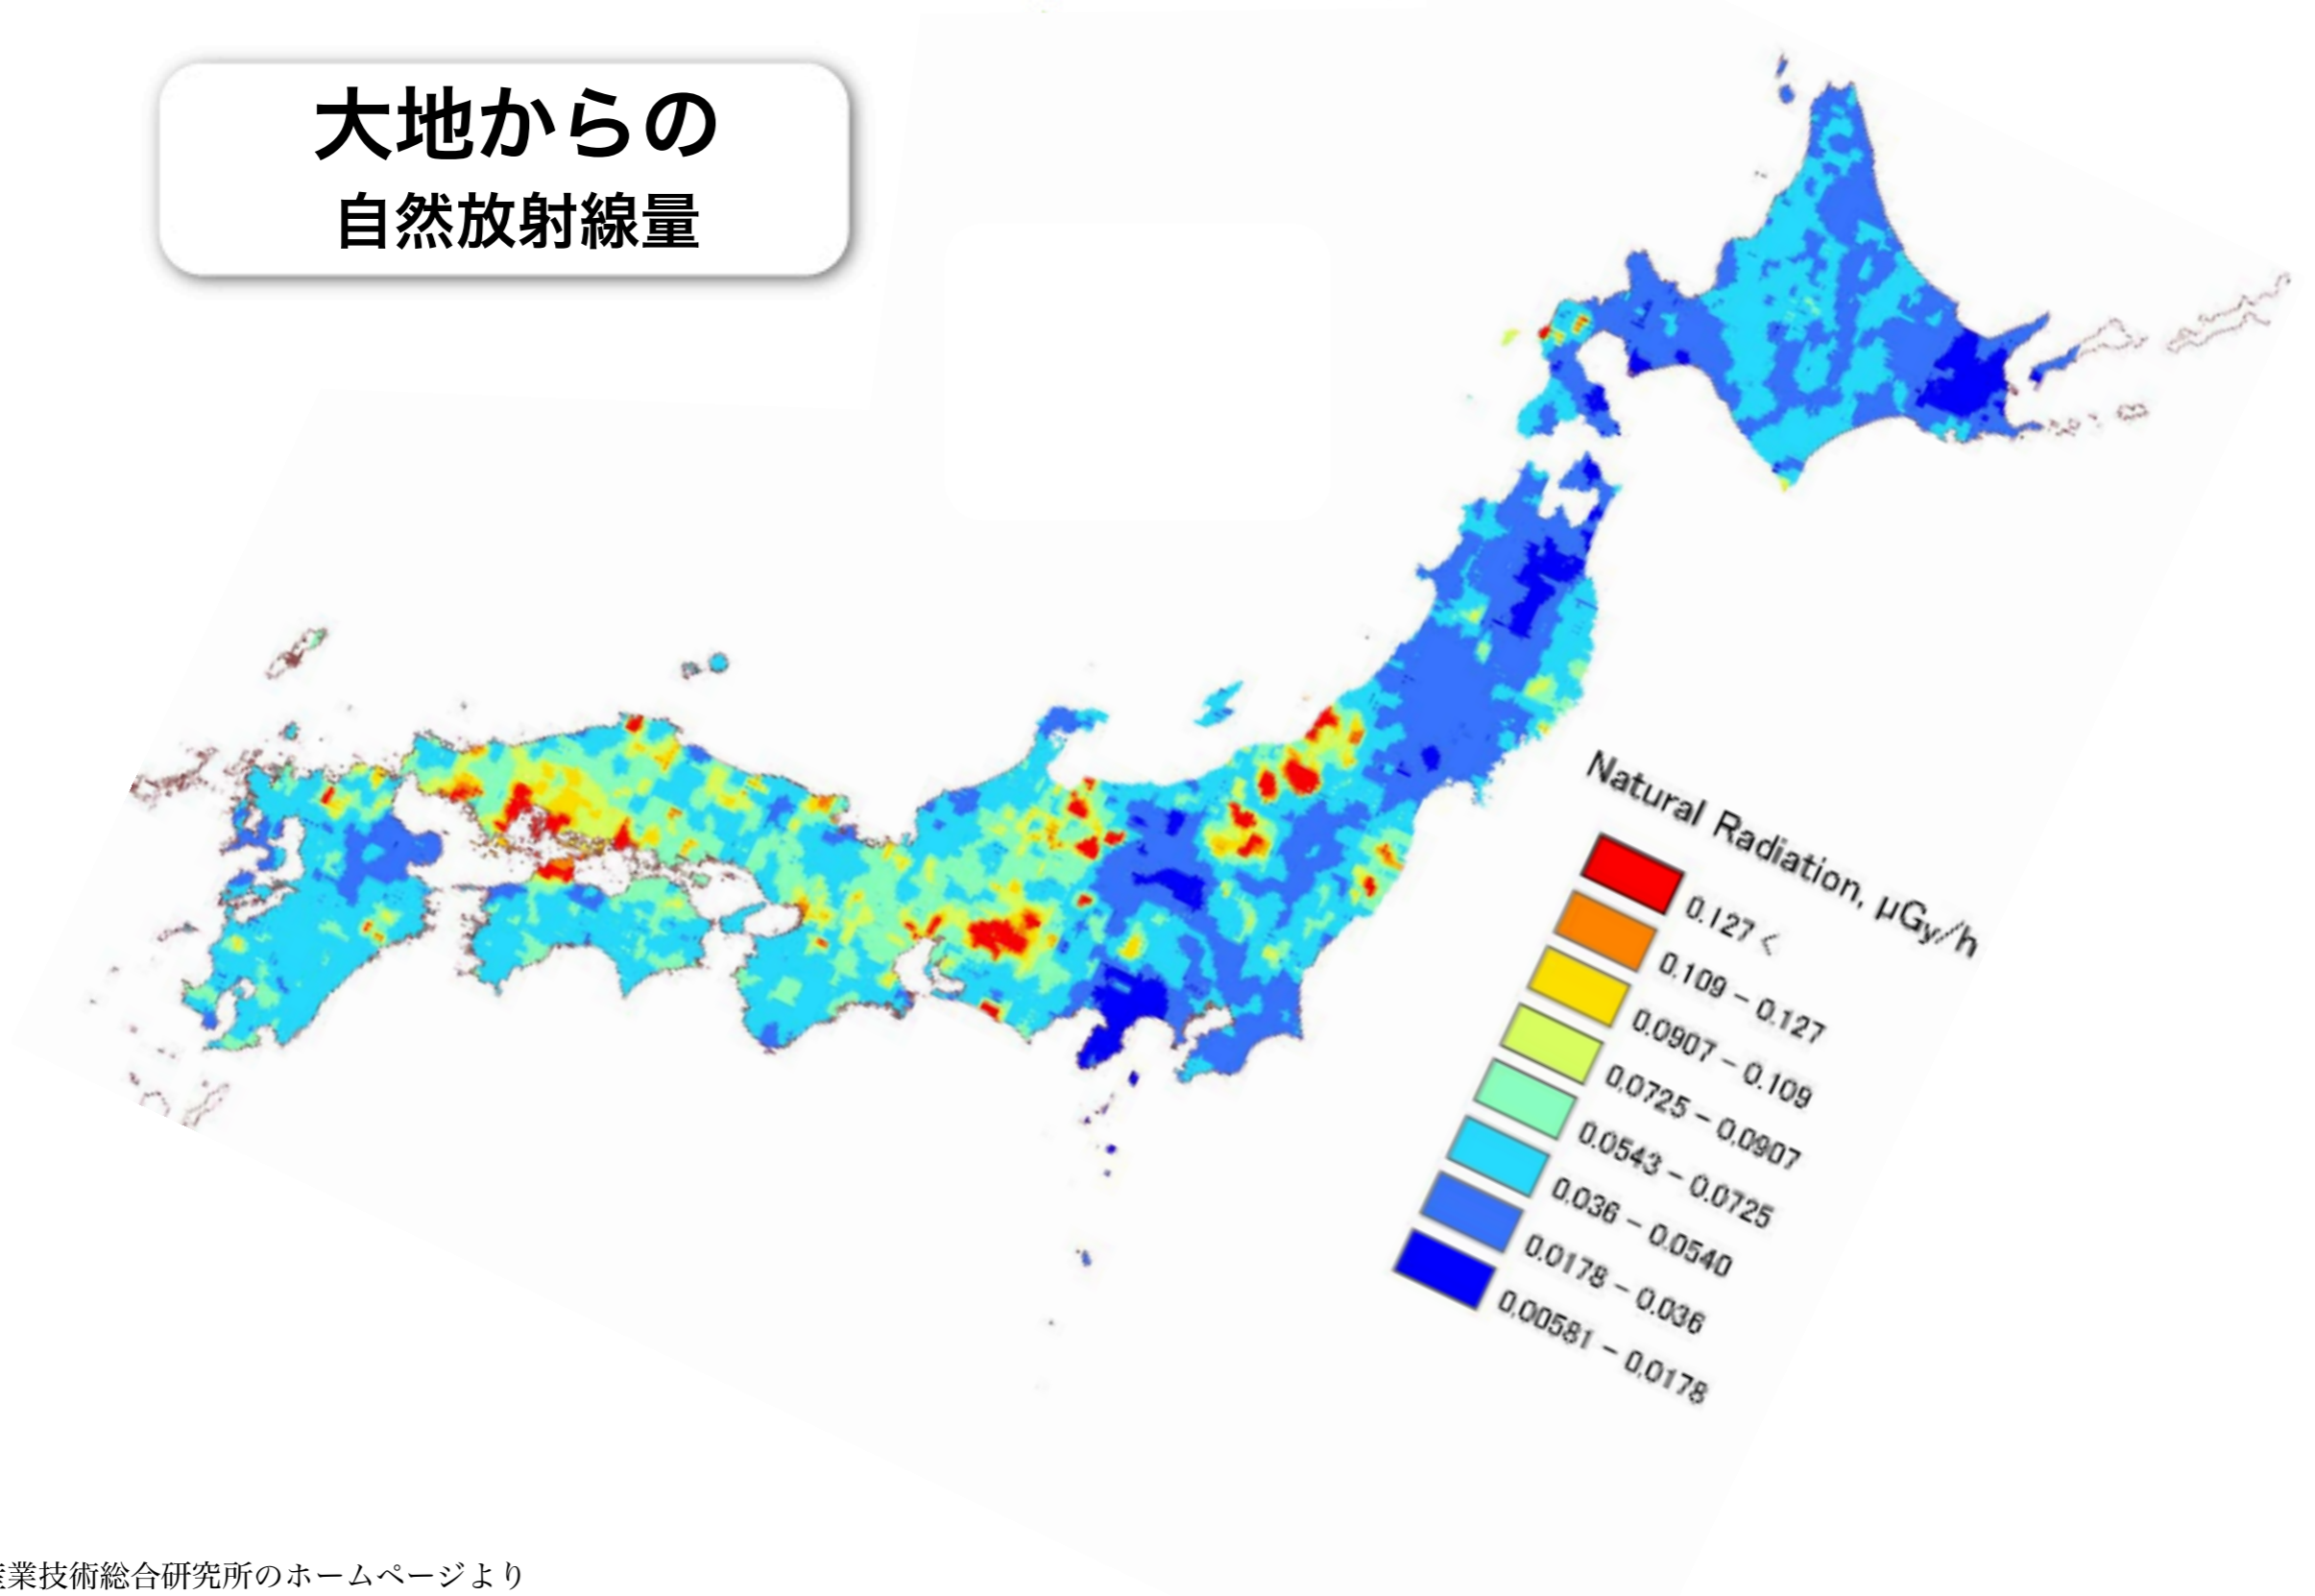 大地からの
自然放射線量
Natural Radiation, μGy/h
0.127 <
0.109 - 0.127
0.0907 - 0.109
0.0725 - 0.0907
0.0543 - 0.0725
0.036 - 0.0540
0.0178 - 0.036
0.00581 - 0.0178
業技術総合研究所のホームページより